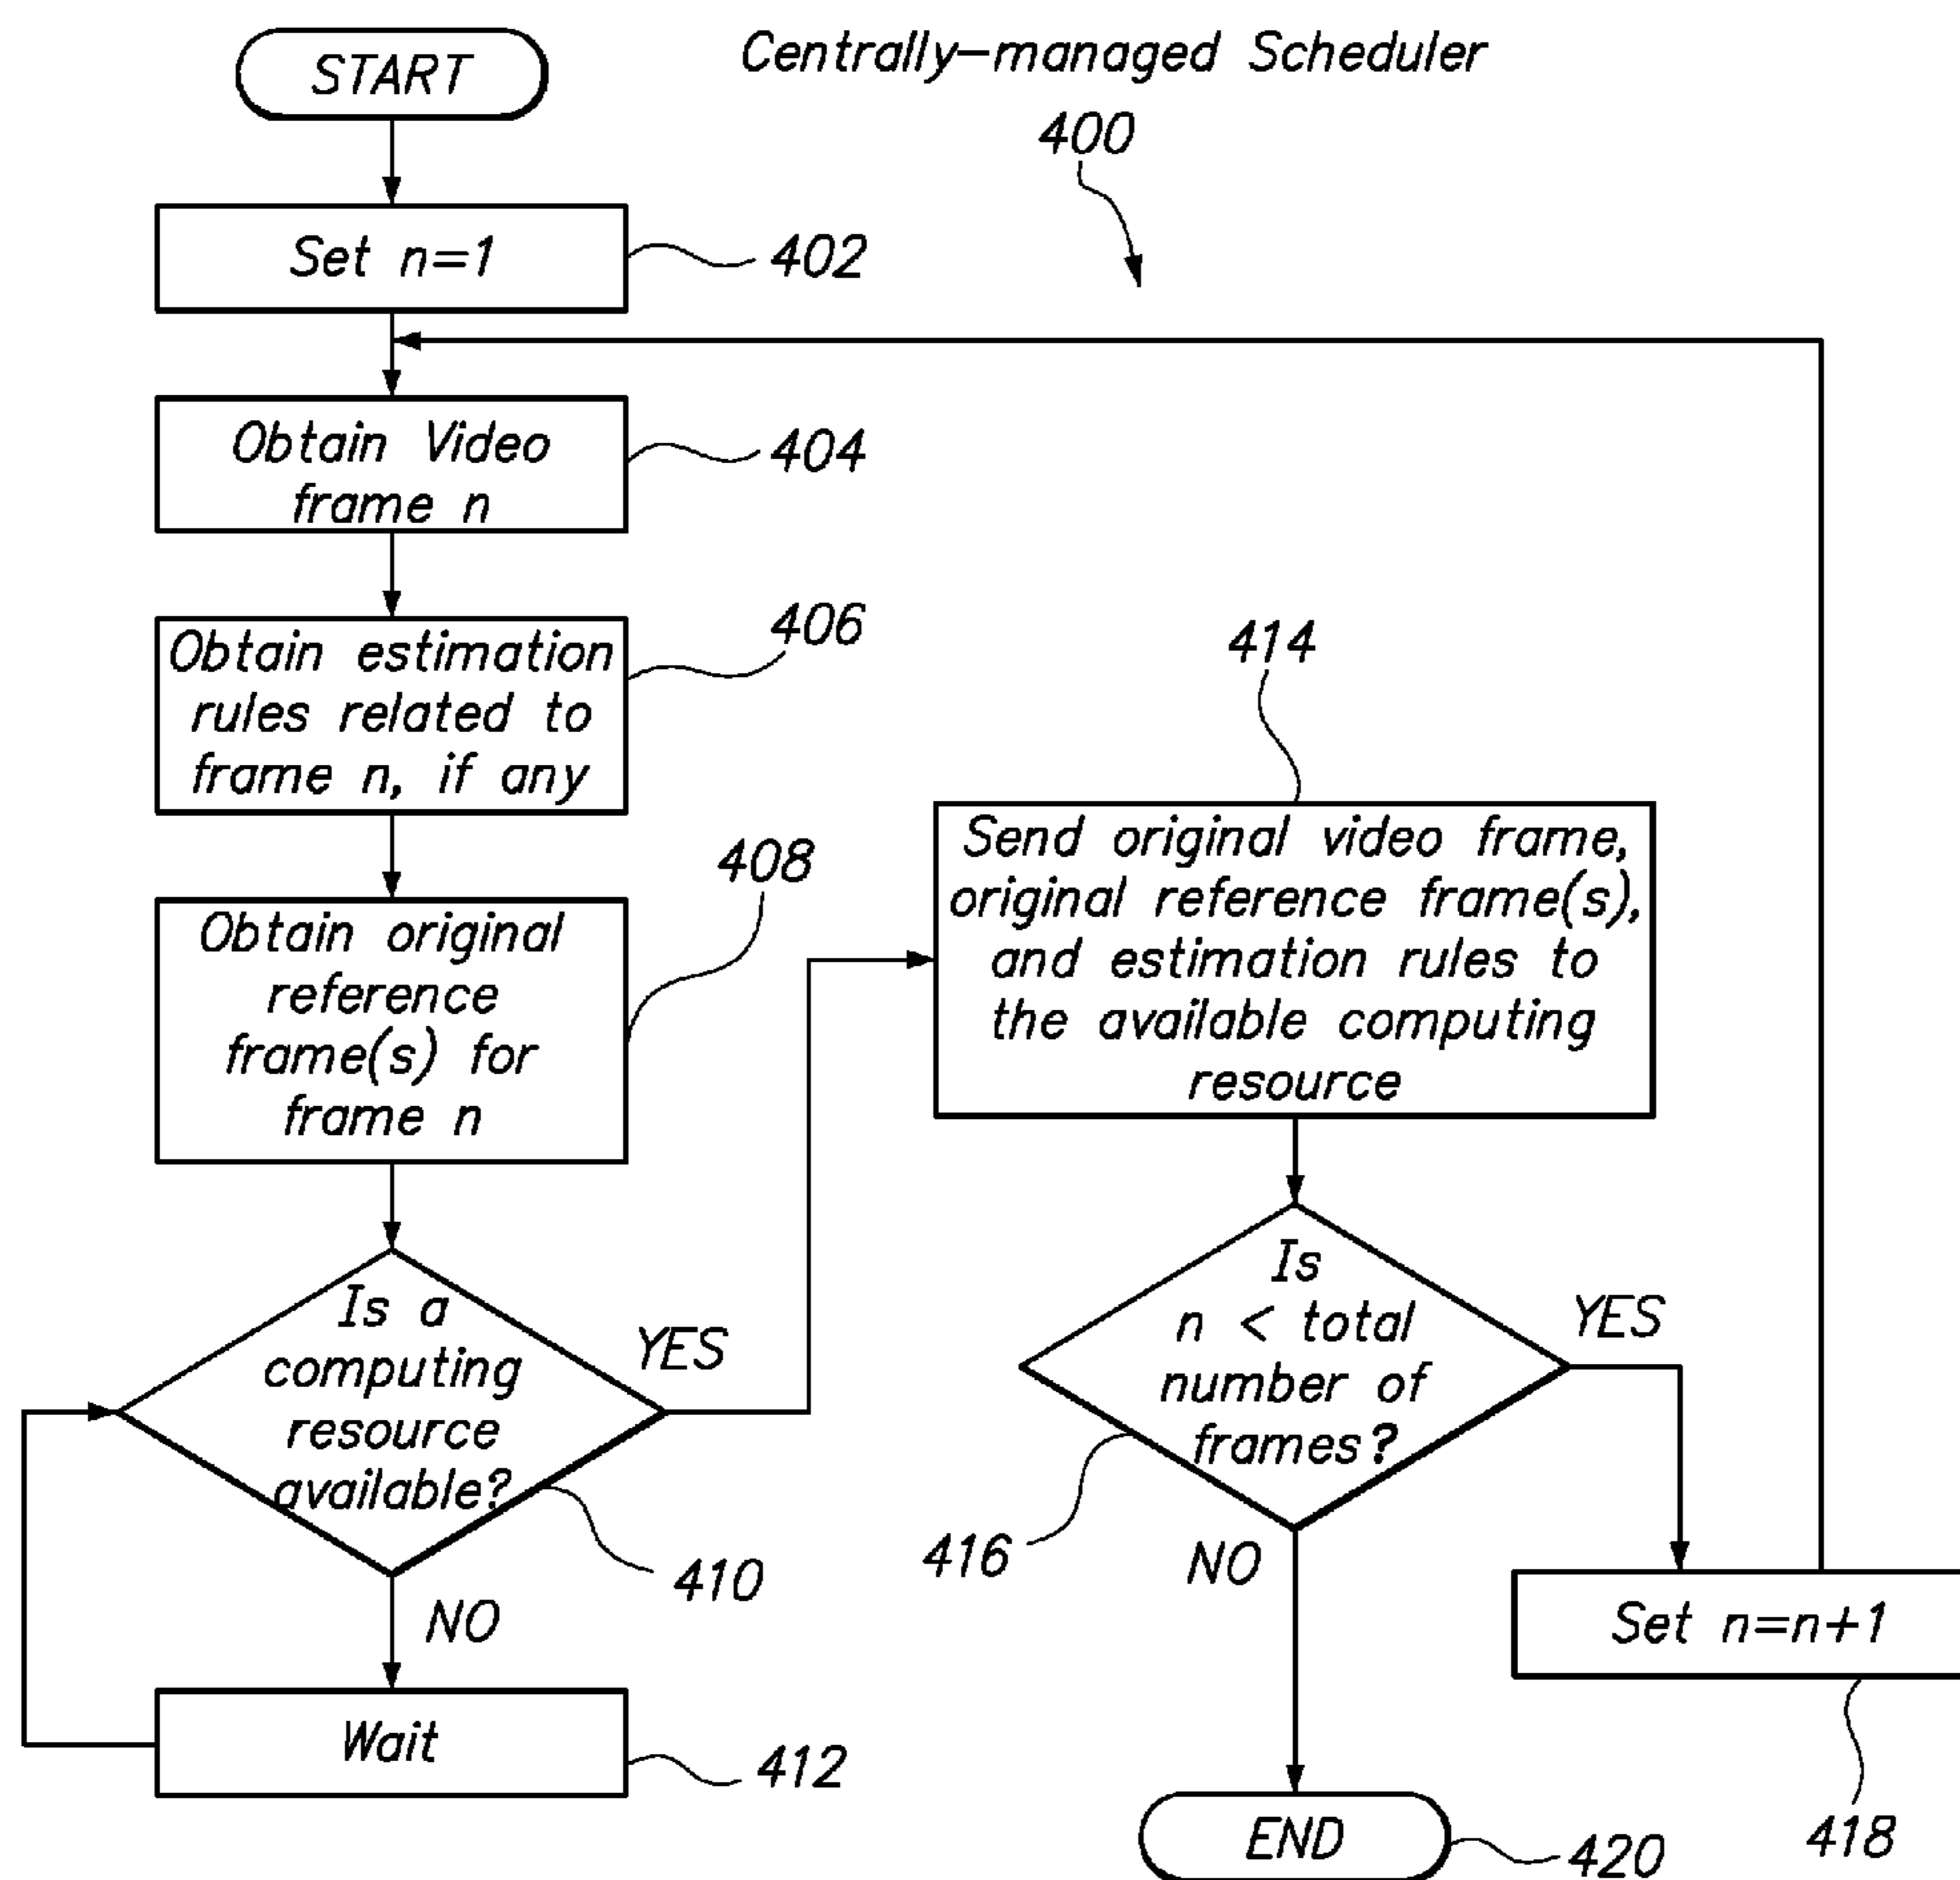 START
Centrally-managed Scheduler
400
Set n=1
402
Obtain Video
frame n
404
Obtain estimation
rules related to
frame n, if any
406
Obtain original
reference
frame(s) for
frame n
408
Is a
computing
resource
available?
410
YES
NO
Wait
412
414
Send original video frame,
original reference frame(s),
and estimation rules to
the available computing
resource
Is
n < total
number of
frames?
416
YES
NO
Set n=n+1
418
END
420